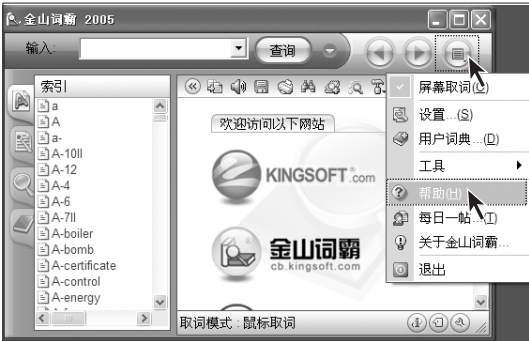 金山词霸 2005
输入:
查询
索引
a
A
a-
A-10II
A-12
A-4
A-6
A-7II
A-boiler
A-bomb
A-certificate
A-control
A-energy
欢迎访问以下网站
KINGSOFT.com
金山词霸
cb.kingsoft.com
取词模式 : 鼠标取词
屏幕取词(C)
设置...(S)
用户词典...(D)
工具
帮助(H)
每日一帖...(T)
关于金山词霸...
退出